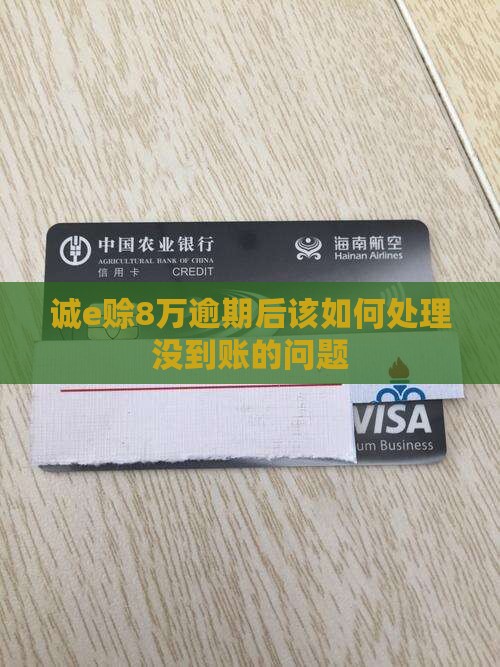 中国农业银行
AGRICULTURAL BANK OF CHINA
信用卡 CREDIT
海南航空
Hainan Airlines
诚e赊8万逾期后该如何处理
没到账的问题
VISA
um Business